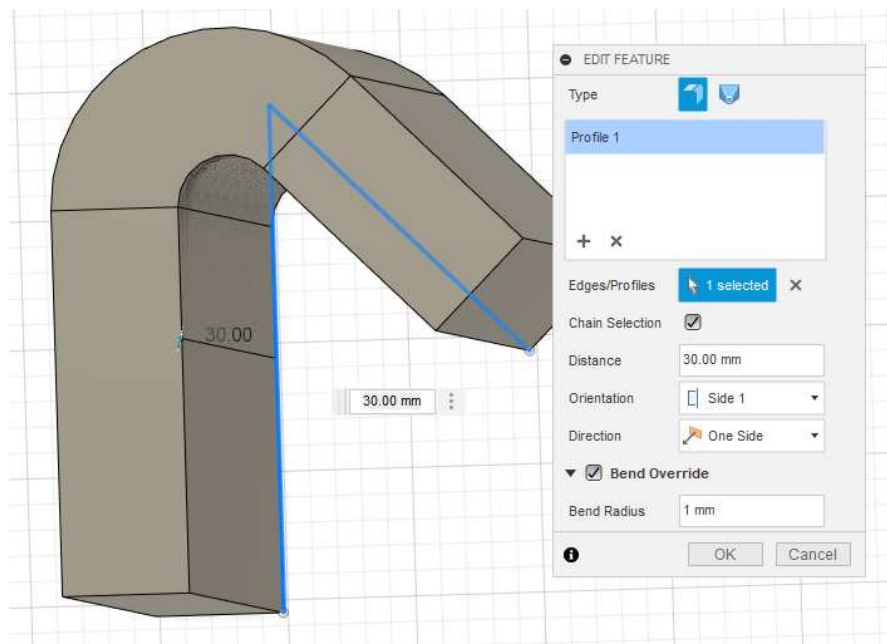 EDIT FEATURE
Type
Profile 1
Edges/Profiles 1 selected
Chain Selection
30.00
Distance 30.00 mm
30.00 mm
Orientation Side 1
Direction One Side
Bend Override
Bend Radius 1 mm
OK Cancel